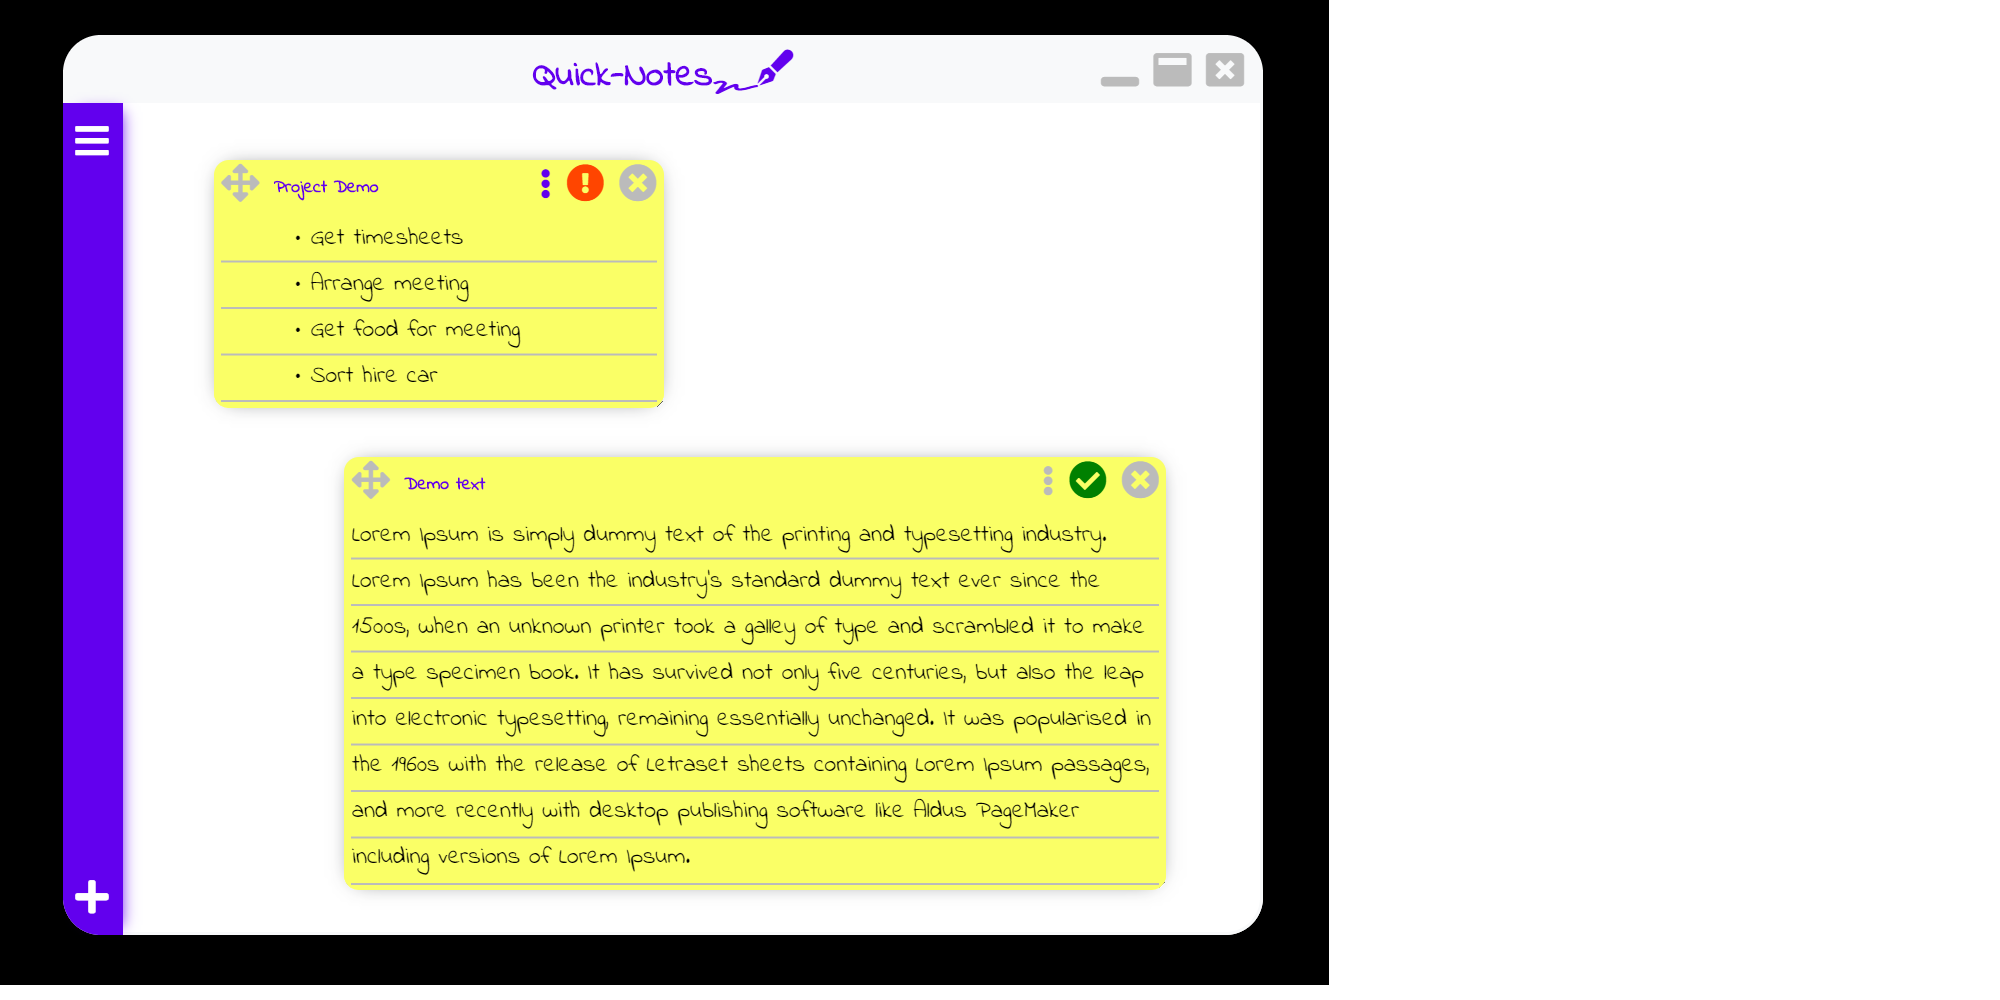 Quick-Notes
Project Demo
• Get timesheets
• Arrange meeting
• Get food for meeting
• Sort hire car
Demo text
Lorem Ipsum is simply dummy text of the printing and typesetting industry.
Lorem Ipsum has been the industry's standard dummy text ever since the
1500s, when an unknown printer took a galley of type and scrambled it to make
a type specimen book. It has survived not only five centuries, but also the leap
into electronic typesetting, remaining essentially unchanged. It was popularised in
the 1960s with the release of Letraset sheets containing Lorem Ipsum passages,
and more recently with desktop publishing software like Aldus PageMaker
including versions of Lorem Ipsum.